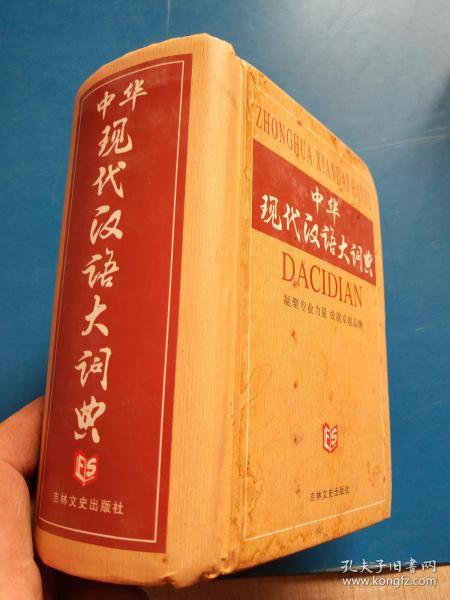 中华
现代汉语大词典
FS
吉林文史出版社
ZHONGHUA XIANDAI HANYU
中华
现代汉语大词典
DACIDIAN
凝聚专业力量 成就卓越品牌
FS
吉林文史出版社
孔夫子旧书网
www.kongfz.com